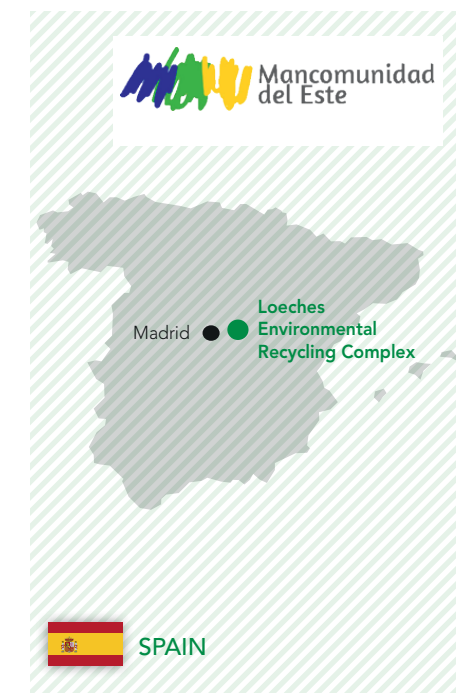 Mancomunidad
del Este
Loeches
Environmental
Recycling Complex
Madrid
SPAIN